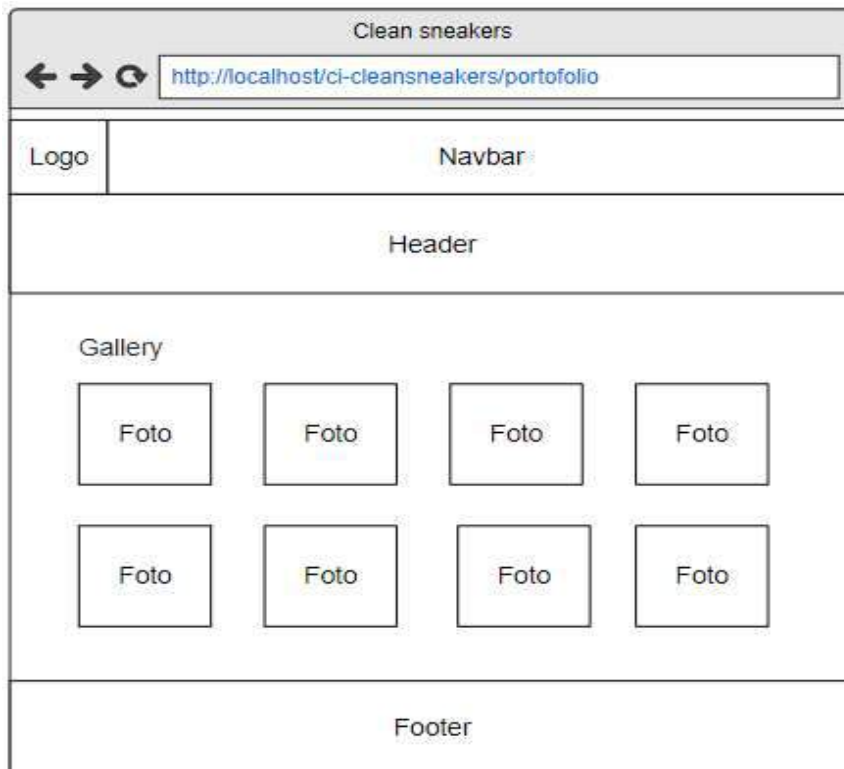 Clean sneakers
http://localhost/ci-cleansneakers/portofolio
Logo Navbar
Header
Gallery
Foto Foto Foto Foto
Foto Foto Foto Foto
Footer